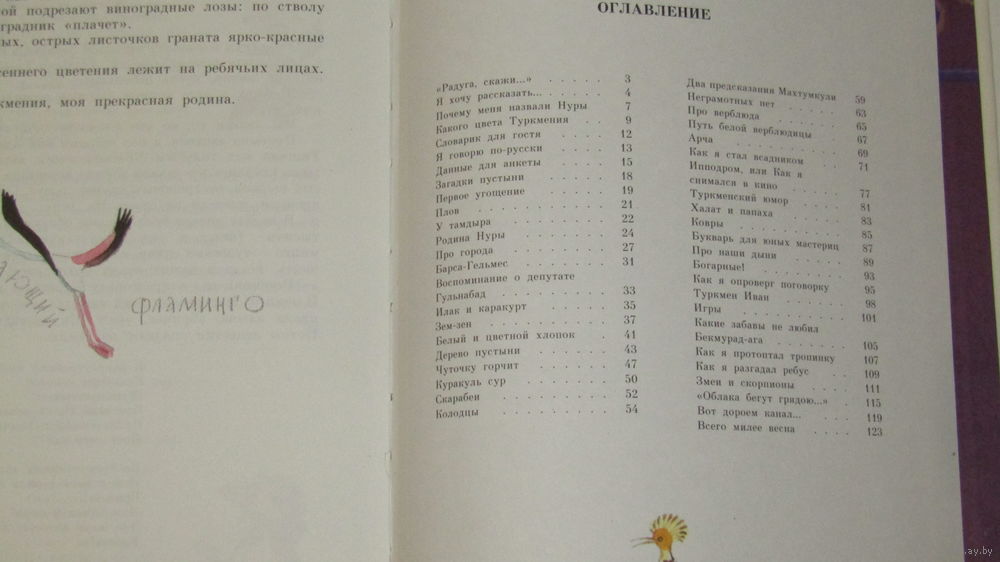 ой подрезают виноградные лозы: по стволу
градник «плачет».
ых, острых листочков граната ярко-красные
сеннего цветения лежит на ребячьих лицах.
кмения, моя прекрасная родина.
ФЛАМИНГО
ОГЛАВЛЕНИЕ
«Радуга, скажи...» . . . . . 3
Я хочу рассказать... . . . . . 4
Почему меня назвали Нуры 7
Какого цвета Туркмения . . 9
Словарик для гостя . . . . 12
Я говорю по-русски . . . . 13
Данные для анкеты . . . . 15
Загадки пустыни . . . . . 18
Первое угощение . . . . . 19
Плов . . . . . . . . . 21
У тамдыра . . . . . . . 22
Родина Нуры . . . . . . 24
Про города . . . . . . . 27
Барса-Гельмес . . . . . . 31
Воспоминание о депутате
Гульнабад . . . . . . . 33
Илак и каракурт . . . . . 35
Зем-зен . . . . . . . . 37
Белый и цветной хлопок . 41
Дерево пустыни . . . . . 43
Чуточку горчит . . . . . 47
Куракуль сур . . . . . . 50
Скарабеи . . . . . . . . 52
Колодцы . . . . . . . . 54
Два предсказания Махтумкули 59
Неграмотных нет . . . . . 63
Про верблюда . . . . . . 65
Путь белой верблюдицы . . 67
Арча . . . . . . . . . 69
Как я стал всадником . . . 71
Ипподром, или Как я
снимался в кино . . . . . 77
Туркменский юмор . . . . 81
Халат и папаха . . . . . 83
Ковры . . . . . . . . 85
Букварь для юных мастериц 87
Про наши дыни . . . . . 89
Богарные! . . . . . . . 93
Как я опроверг поговорку 95
Туркмен Иван . . . . . . 98
Игры . . . . . . . . . 101
Какие забавы не любил
Бекмурад-ага . . . . . . 105
Как я протоптал тропинку 107
Как я разгадал ребус . . . 109
Змеи и скорпионы . . . . 111
«Облака бегут грядою...» . 115
Вот дороем канал... . . . . 119
Всего милее весна . . . . 123
.ay.by